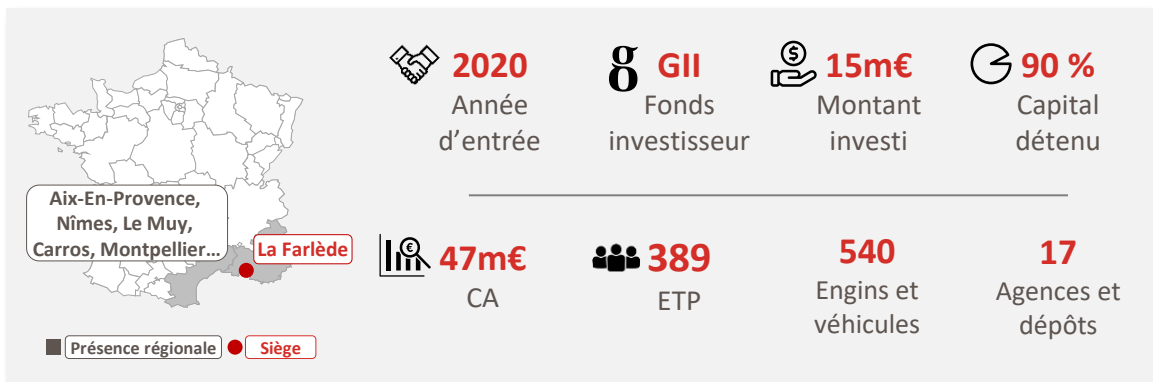 Aix-En-Provence,
Nîmes, Le Muy,
Carros, Montpellier…
La Farlède
Présence régionale
Siège
2020
Année
d’entrée
g GII
Fonds
investisseur
$ 15m€
Montant
investi
90 %
Capital
détenu
€ 47m€
CA
389
ETP
540
Engins et
véhicules
17
Agences et
dépôts